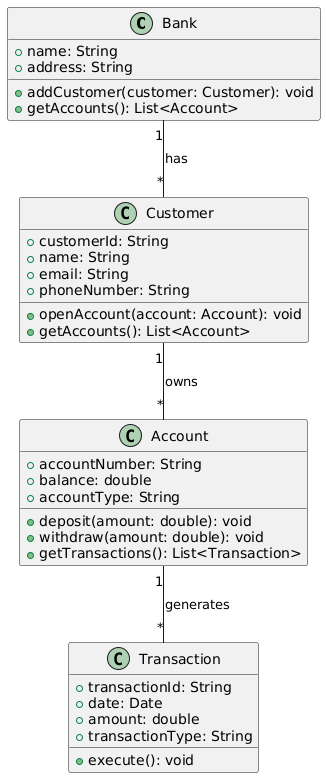 C Bank
name: String
address: String
addCustomer(customer: Customer): void
getAccounts(): List<Account>
1
has
*
C Customer
customerId: String
name: String
email: String
phoneNumber: String
openAccount(account: Account): void
getAccounts(): List<Account>
1
owns
*
C Account
accountNumber: String
balance: double
accountType: String
deposit(amount: double): void
withdraw(amount: double): void
getTransactions(): List<Transaction>
1
generates
*
C Transaction
transactionId: String
date: Date
amount: double
transactionType: String
execute(): void